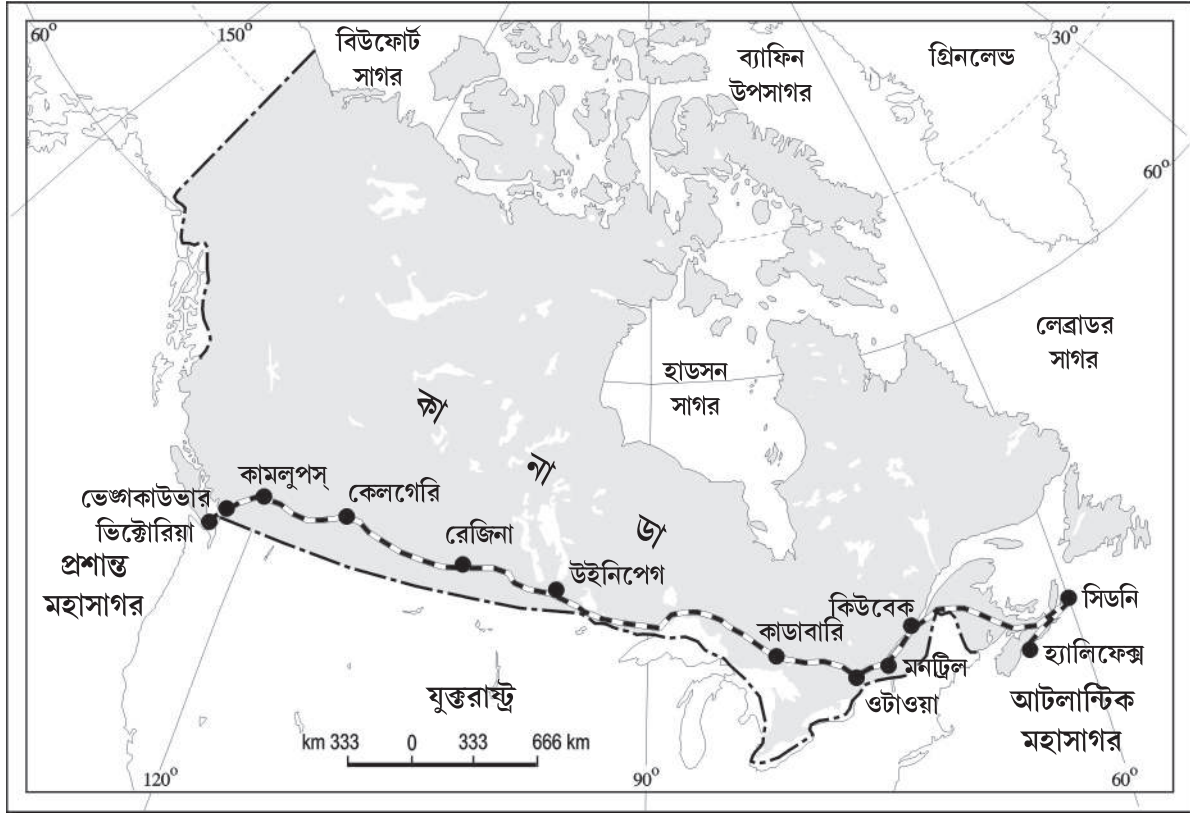 60°
150°
বিউফোর্ট
সাগর
ব্যাফিন
উপসাগর
গ্রিনলেন্ড
30°
60°
লেব্রাডর
সাগর
হাডসন
সাগর
কা
না
ডা
কামলুপস্
ভেঙ্গকাউভার
ভিক্টোরিয়া
কেলগেরি
রেজিনা
উইনিপেগ
প্রশান্ত
মহাসাগর
কিউবেক
কাডাবারি
সিডনি
হ্যালিফেক্স
মনট্রিল
ওটাওয়া
যুক্তরাষ্ট্র
আটলান্টিক
মহাসাগর
km 333 0 333 666 km
120°
90°
60°